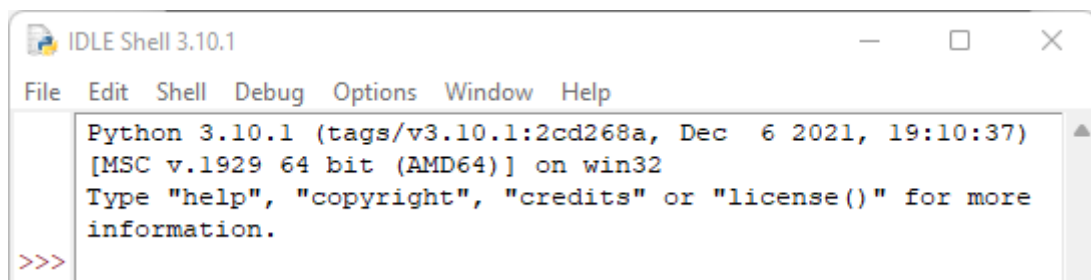 IDLE Shell 3.10.1
File Edit Shell Debug Options Window Help
Python 3.10.1 (tags/v3.10.1:2cd268a, Dec  6 2021, 19:10:37)
[MSC v.1929 64 bit (AMD64)] on win32
Type "help", "copyright", "credits" or "license()" for more
information.
>>>